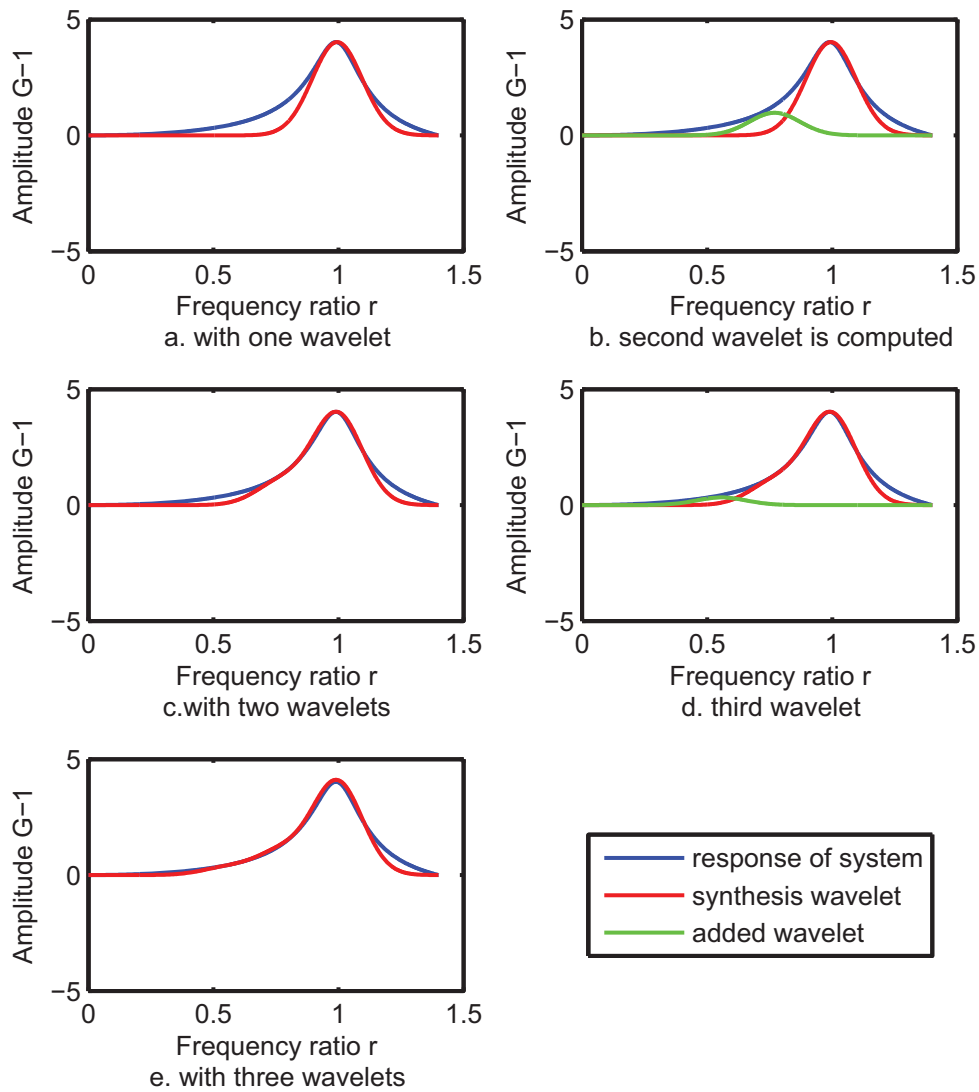 5
0
−5
Amplitude G−1
0 0.5 1 1.5
Frequency ratio r
a. with one wavelet
5
0
−5
Amplitude G−1
0 0.5 1 1.5
Frequency ratio r
b. second wavelet is computed
5
0
−5
Amplitude G−1
0 0.5 1 1.5
Frequency ratio r
c.with two wavelets
5
0
−5
Amplitude G−1
0 0.5 1 1.5
Frequency ratio r
d. third wavelet
5
0
−5
Amplitude G−1
0 0.5 1 1.5
Frequency ratio r
e. with three wavelets
response of system
synthesis wavelet
added wavelet